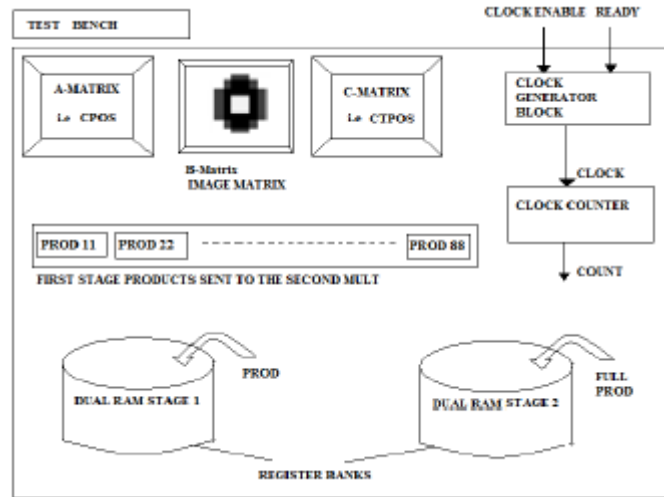 TEST BENCH
CLOCK ENABLE READY
A-MATRIX
i.e CPOS
C-MATRIX
i.e CTPOS
CLOCK
GENERATOR
BLOCK
B-Matrix
IMAGE MATRIX
CLOCK
CLOCK COUNTER
PROD 11 PROD 22 PROD 88
COUNT
FIRST STAGE PRODUCTS SENT TO THE SECOND MULT
PROD
FULL
PROD
DUAL RAM STAGE 1
DUAL RAM STAGE 2
REGISTER BANKS